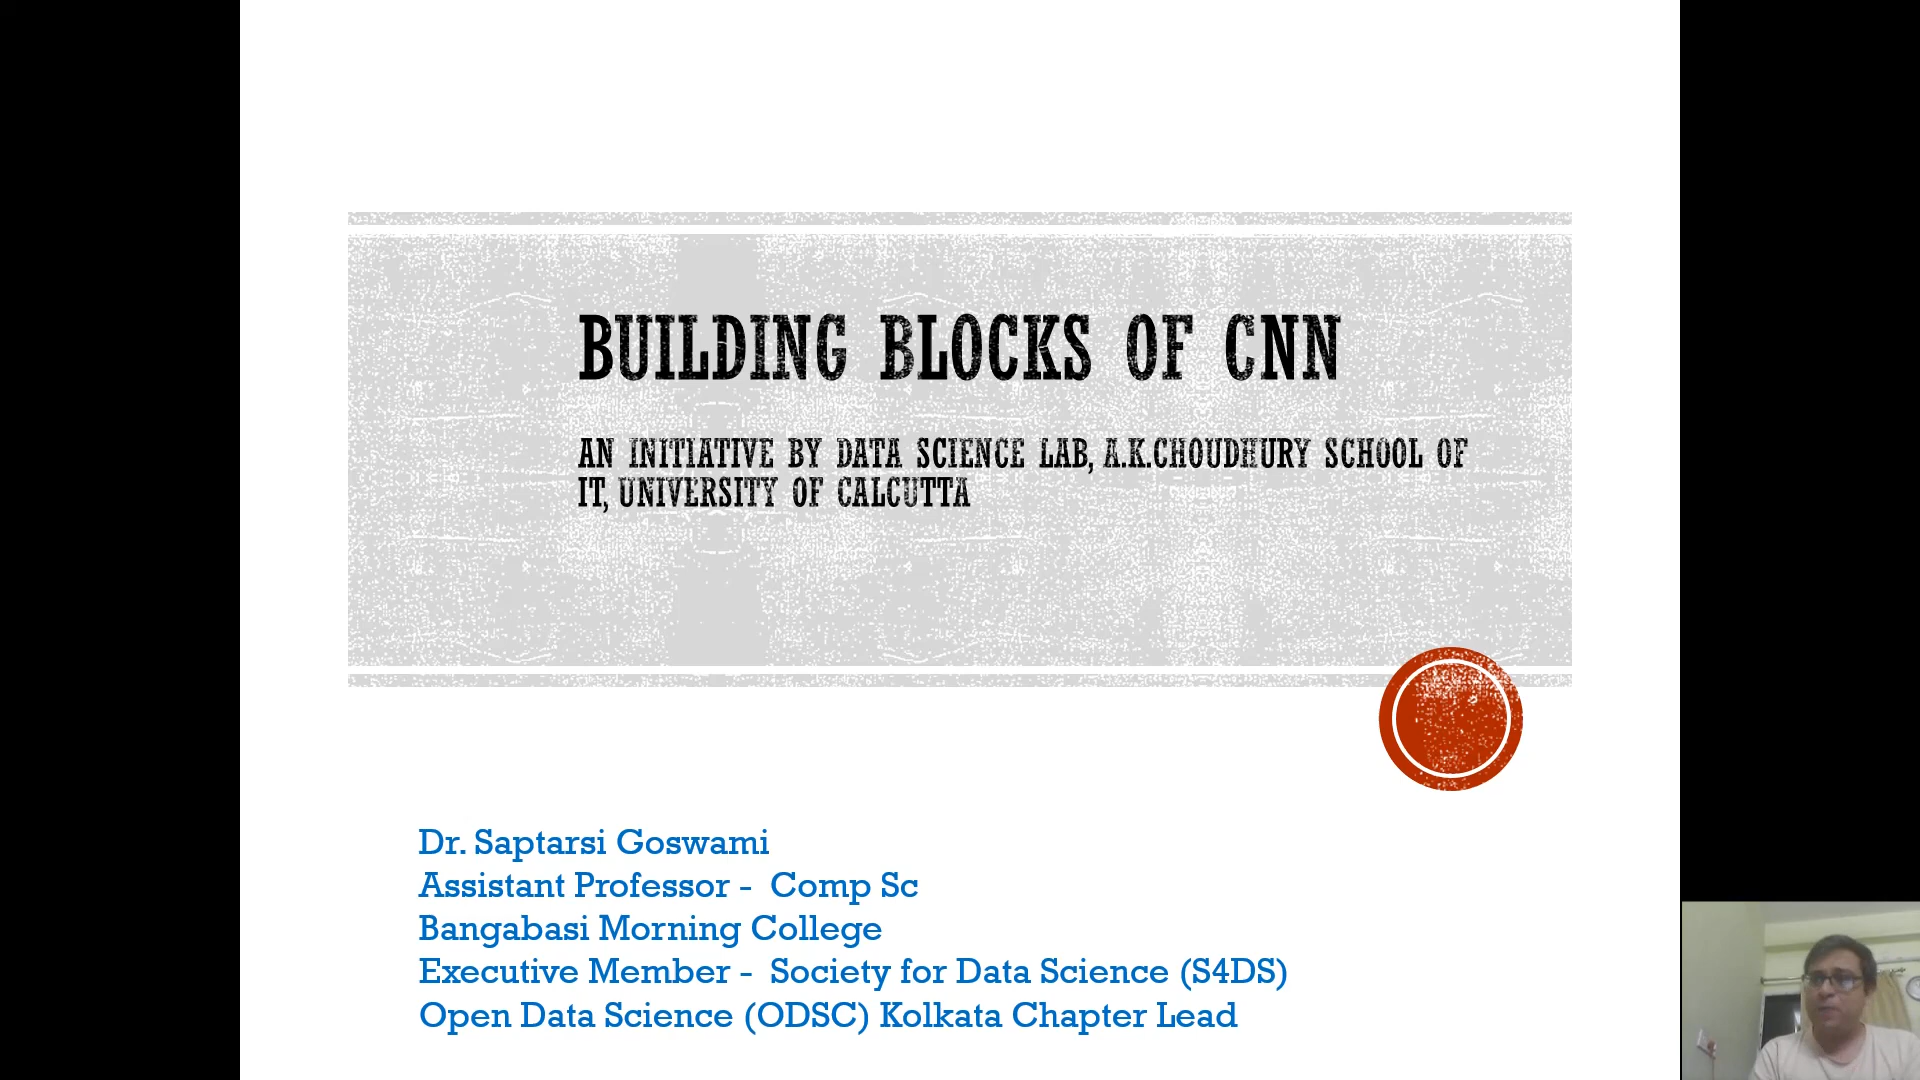 BUILDING BLOCKS OF CNN
AN INITIATIVE BY DATA SCIENCE LAB, A.K.CHOUDHURY SCHOOL OF
IT, UNIVERSITY OF CALCUTTA
Dr. Saptarsi Goswami
Assistant Professor - Comp Sc
Bangabasi Morning College
Executive Member - Society for Data Science (S4DS)
Open Data Science (ODSC) Kolkata Chapter Lead